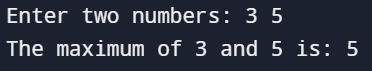 Enter two numbers: 3 5
The maximum of 3 and 5 is: 5